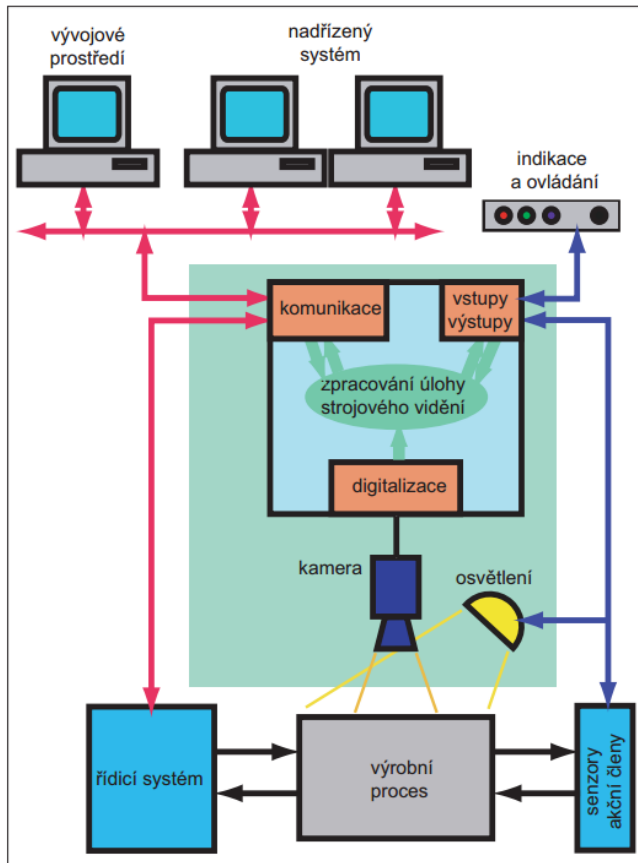 vývojové
prostředí
nadřízený
systém
indikace
a ovládání
komunikace
vstupy
výstupy
zpracování úlohy
strojového vidění
digitalizace
kamera
osvětlení
řídicí systém
výrobní
proces
senzory
akční členy